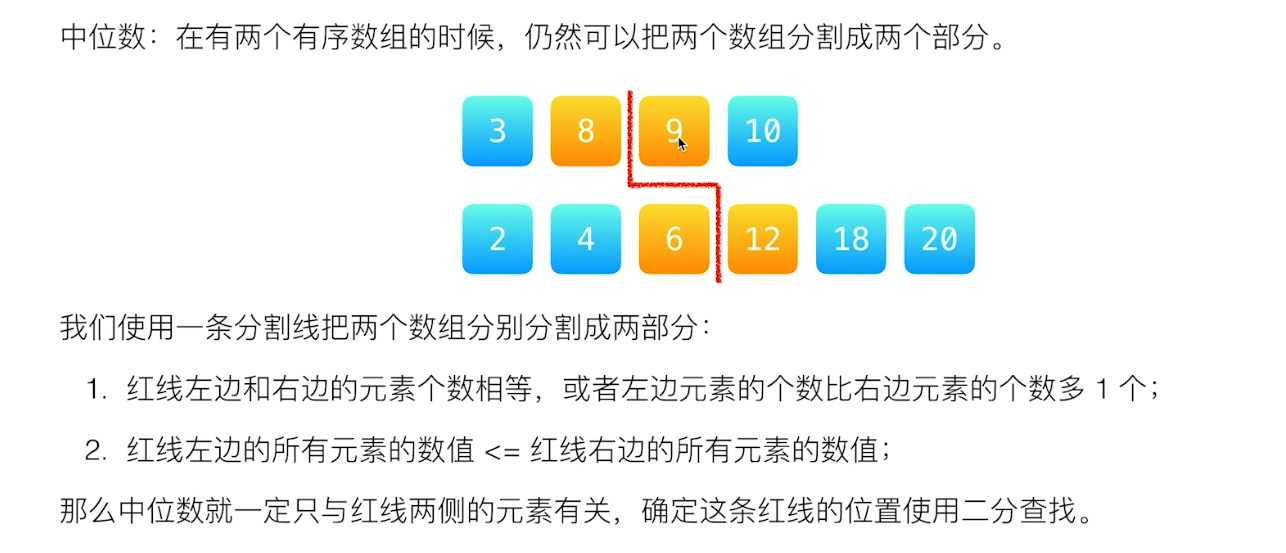 中位数：在有两个有序数组的时候，仍然可以把两个数组分割成两个部分。
3 8 9 10
2 4 6 12 18 20
我们使用一条分割线把两个数组分别分割成两部分：
1. 红线左边和右边的元素个数相等，或者左边元素的个数比右边元素的个数多 1 个；
2. 红线左边的所有元素的数值 <= 红线右边的所有元素的数值；
那么中位数就一定只与红线两侧的元素有关，确定这条红线的位置使用二分查找。